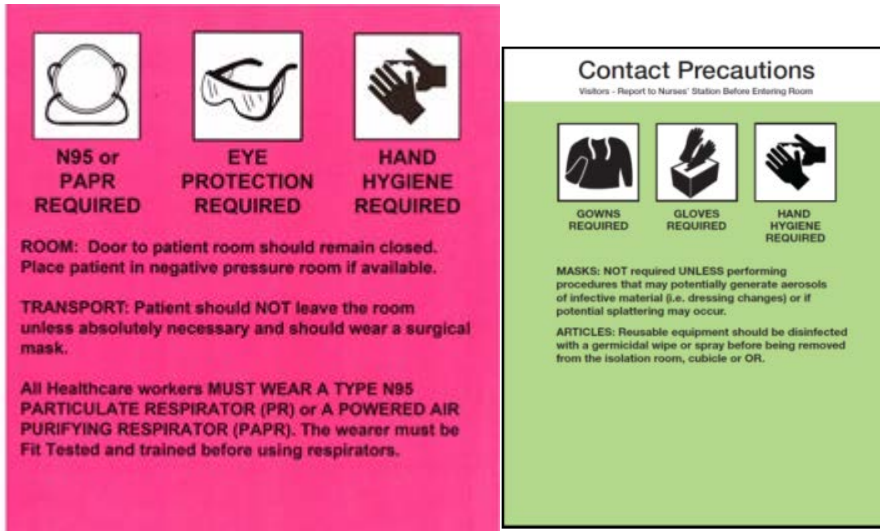 N95 or
PAPR
REQUIRED
EYE
PROTECTION
REQUIRED
HAND
HYGIENE
REQUIRED
ROOM: Door to patient room should remain closed.
Place patient in negative pressure room if available.
TRANSPORT: Patient should NOT leave the room
unless absolutely necessary and should wear a surgical
mask.
All Healthcare workers MUST WEAR A TYPE N95
PARTICULATE RESPIRATOR (PR) or A POWERED AIR
PURIFYING RESPIRATOR (PAPR). The wearer must be
Fit Tested and trained before using respirators.
Contact Precautions
Visitors - Report to Nurses' Station Before Entering Room
GOWNS
REQUIRED
GLOVES
REQUIRED
HAND
HYGIENE
REQUIRED
MASKS: NOT required UNLESS performing
procedures that may potentially generate aerosols
of infective material (i.e. dressing changes) or if
potential splattering may occur.
ARTICLES: Reusable equipment should be disinfected
with a germicidal wipe or spray before being removed
from the isolation room, cubicle or OR.